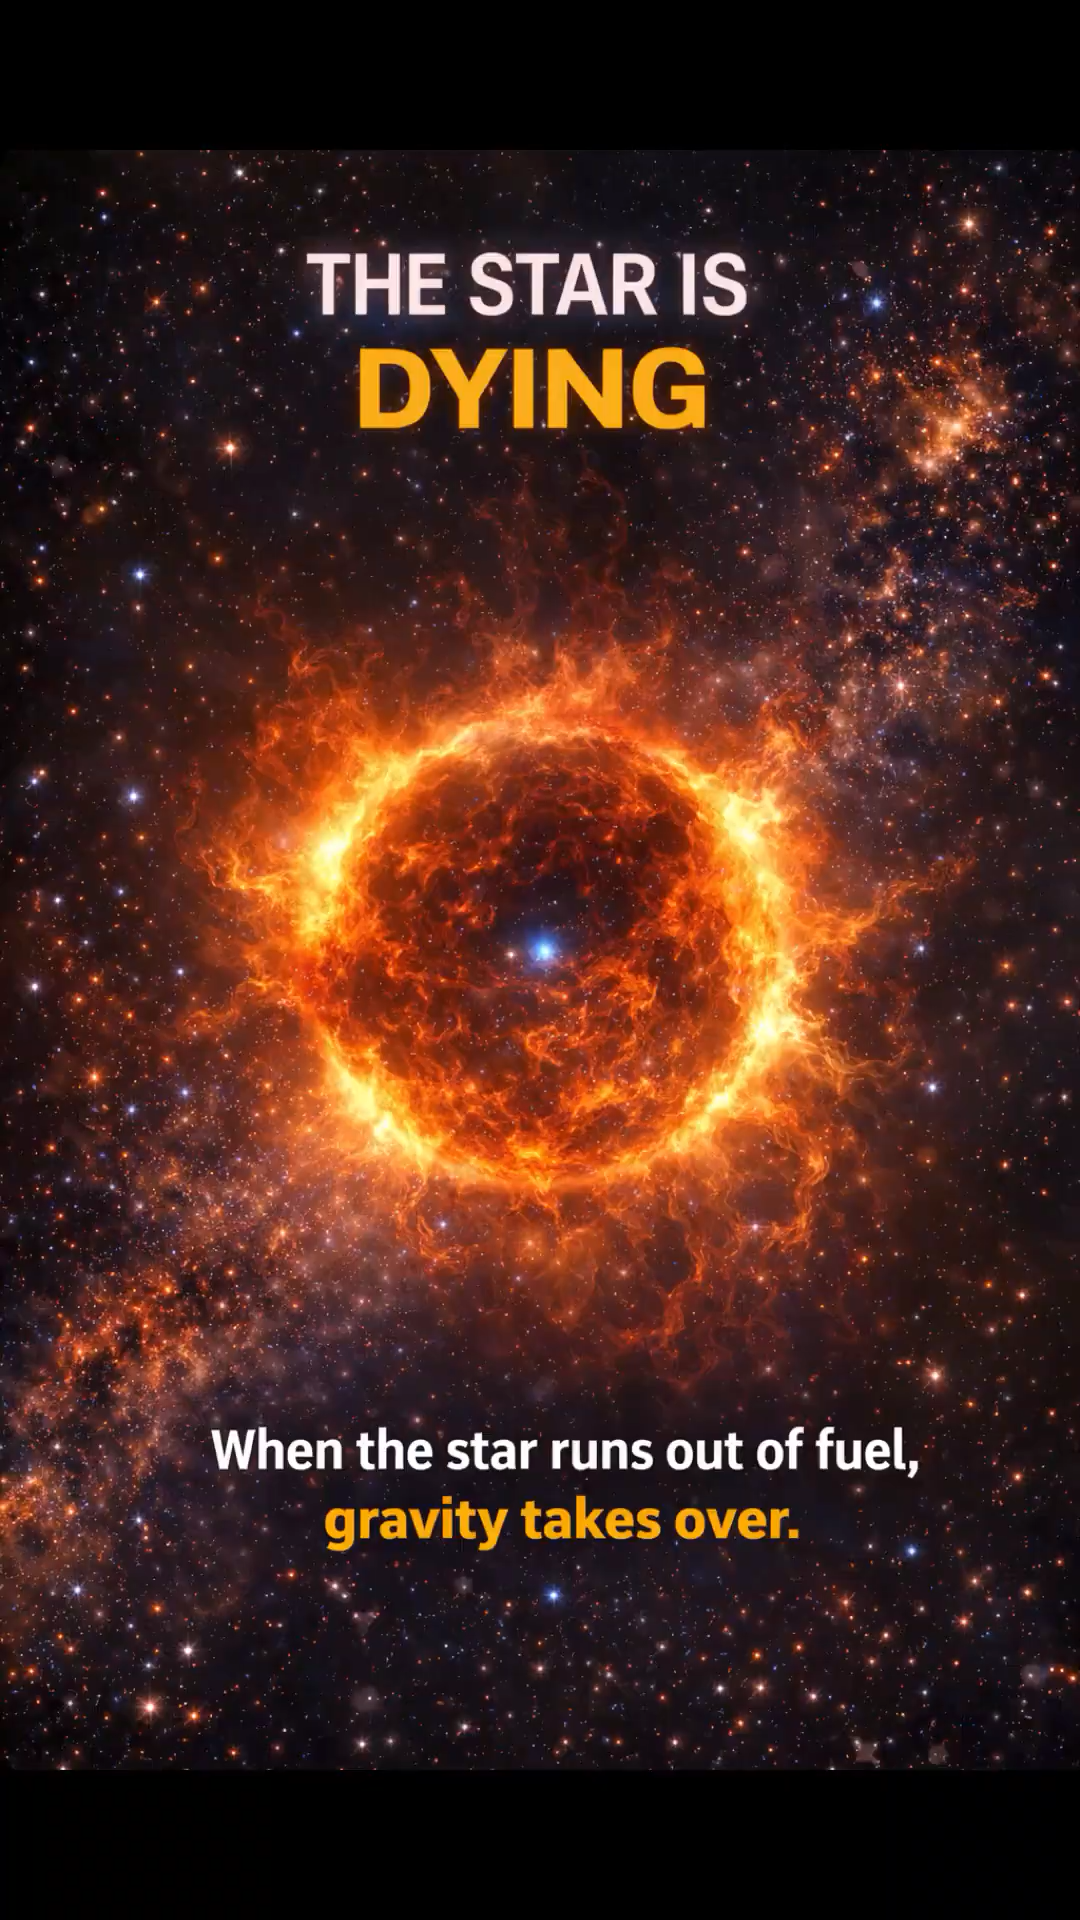 THE STAR IS
DYING
When the star runs out of fuel,
gravity takes over.